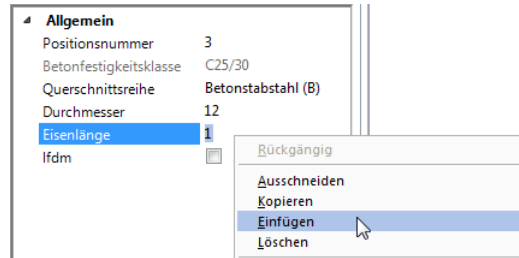 Allgemein
Positionsnummer 3
Betonfestigkeitsklasse C25/30
Querschnittsreihe Betonstabstahl (B)
Durchmesser 12
Eisenlänge 1
lfdm
Rückgängig
Ausschneiden
Kopieren
Einfügen
Löschen